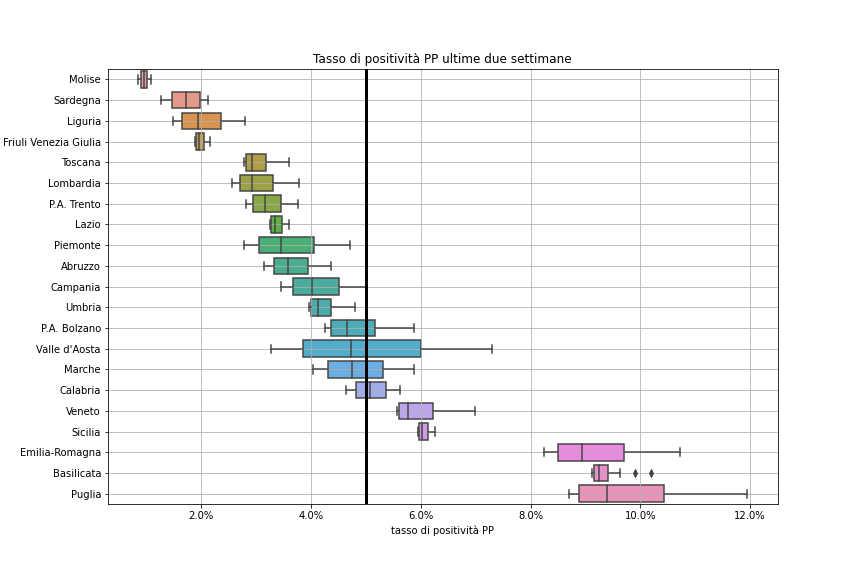 Tasso di positività PP ultime due settimane
Molise
Sardegna
Liguria
Friuli Venezia Giulia
Toscana
Lombardia
P.A. Trento
Lazio
Piemonte
Abruzzo
Campania
Umbria
P.A. Bolzano
Valle d'Aosta
Marche
Calabria
Veneto
Sicilia
Emilia-Romagna
Basilicata
Puglia
2.0% 4.0% 6.0% 8.0% 10.0% 12.0%
tasso di positività PP